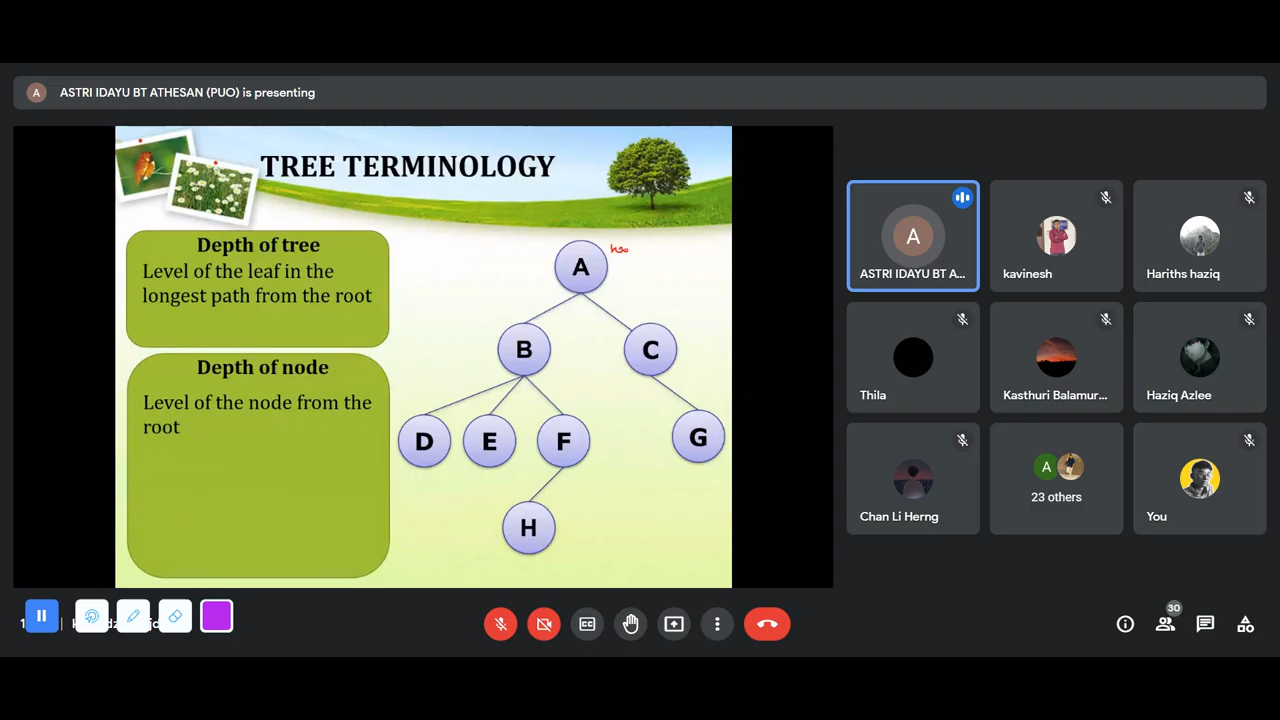 A
ASTRI IDAYU BT ATHESAN (PUO) is presenting
TREE TERMINOLOGY
Depth of tree
Level of the leaf in the
longest path from the root
Depth of node
Level of the node from the
root
A
B
C
D
E
F
G
H
A
ASTRI IDAYU BT A...
kavinesh
Hariths haziq
Thila
Kasthuri Balamur...
Haziq Azlee
Chan Li Herng
A
23 others
You
CC
30